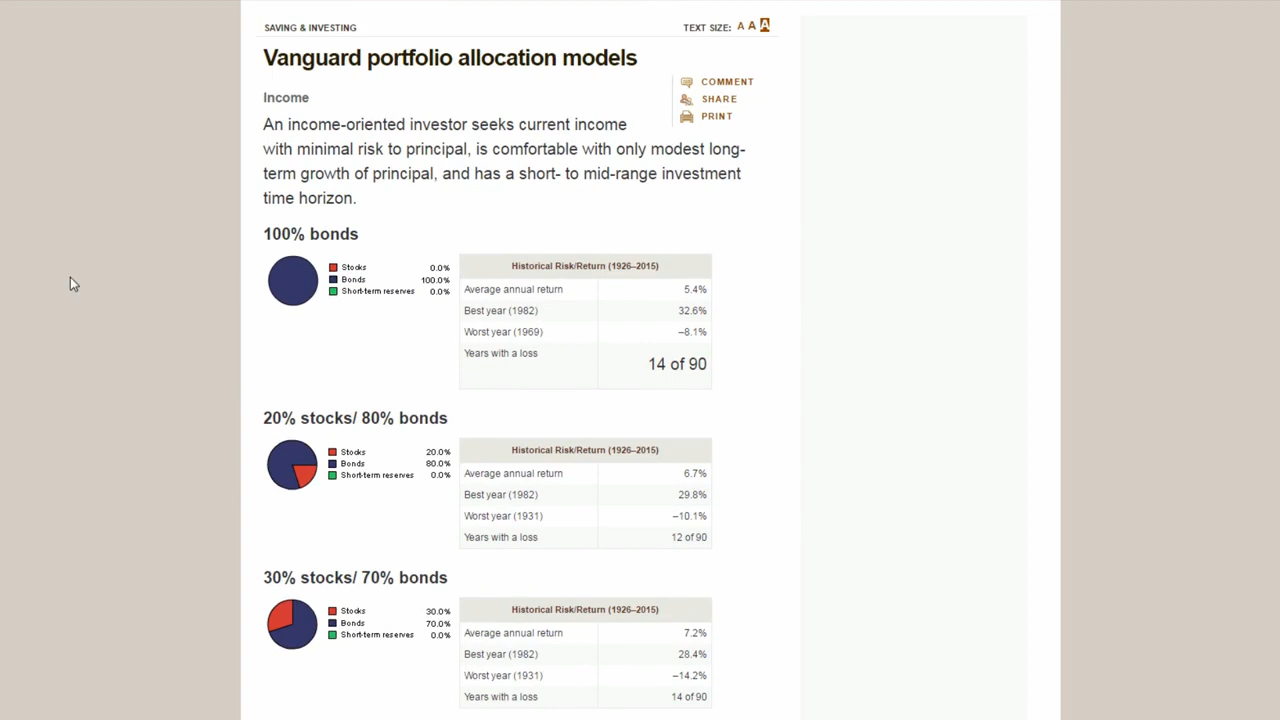 SAVING & INVESTING
TEXT SIZE: A A A
Vanguard portfolio allocation models
COMMENT
SHARE
PRINT
Income
An income-oriented investor seeks current income
with minimal risk to principal, is comfortable with only modest long-
term growth of principal, and has a short- to mid-range investment
time horizon.
100% bonds
Stocks 0.0%
Bonds 100.0%
Short-term reserves 0.0%
Historical Risk/Return (1926–2015)
Average annual return 5.4%
Best year (1982) 32.6%
Worst year (1969) –8.1%
Years with a loss 14 of 90
20% stocks/ 80% bonds
Stocks 20.0%
Bonds 80.0%
Short-term reserves 0.0%
Historical Risk/Return (1926–2015)
Average annual return 6.7%
Best year (1982) 29.8%
Worst year (1931) –10.1%
Years with a loss 12 of 90
30% stocks/ 70% bonds
Stocks 30.0%
Bonds 70.0%
Short-term reserves 0.0%
Historical Risk/Return (1926–2015)
Average annual return 7.2%
Best year (1982) 28.4%
Worst year (1931) –14.2%
Years with a loss 14 of 90